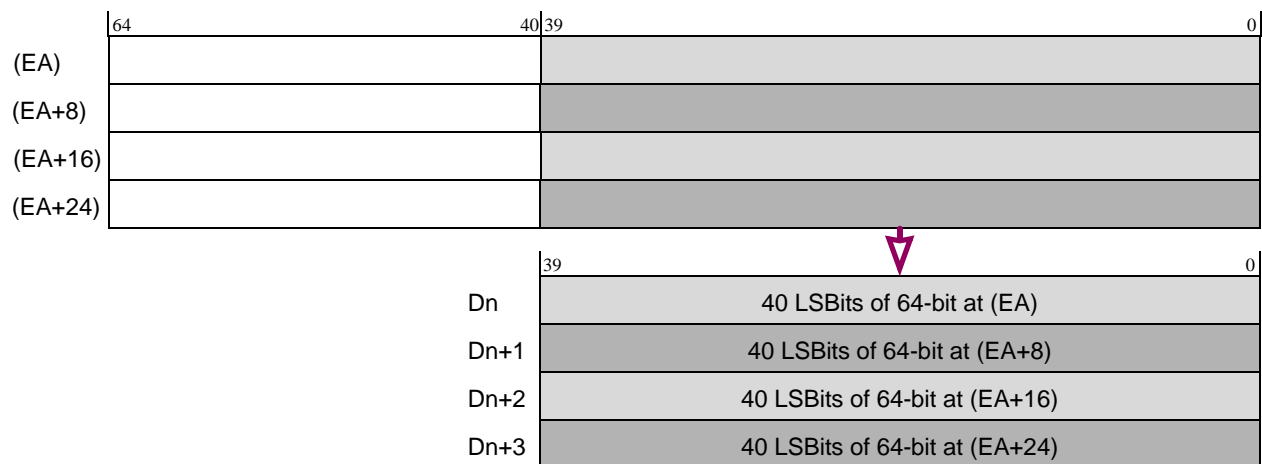 64 40 39 0
(EA)
(EA+8)
(EA+16)
(EA+24)
39 0
Dn 40 LSBits of 64-bit at (EA)
Dn+1 40 LSBits of 64-bit at (EA+8)
Dn+2 40 LSBits of 64-bit at (EA+16)
Dn+3 40 LSBits of 64-bit at (EA+24)